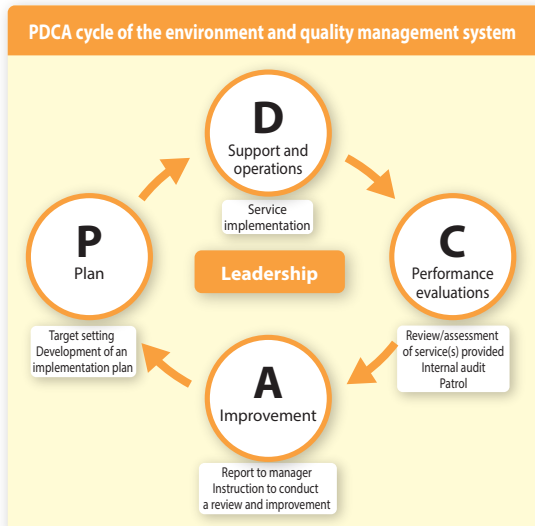 PDCA cycle of the environment and quality management system
D
Support and
operations
Service
implementation
P
Plan
Target setting
Development of an
implementation plan
Leadership
C
Performance
evaluations
Review/assessment
of service(s) provided
Internal audit
Patrol
A
Improvement
Report to manager
Instruction to conduct
a review and improvement